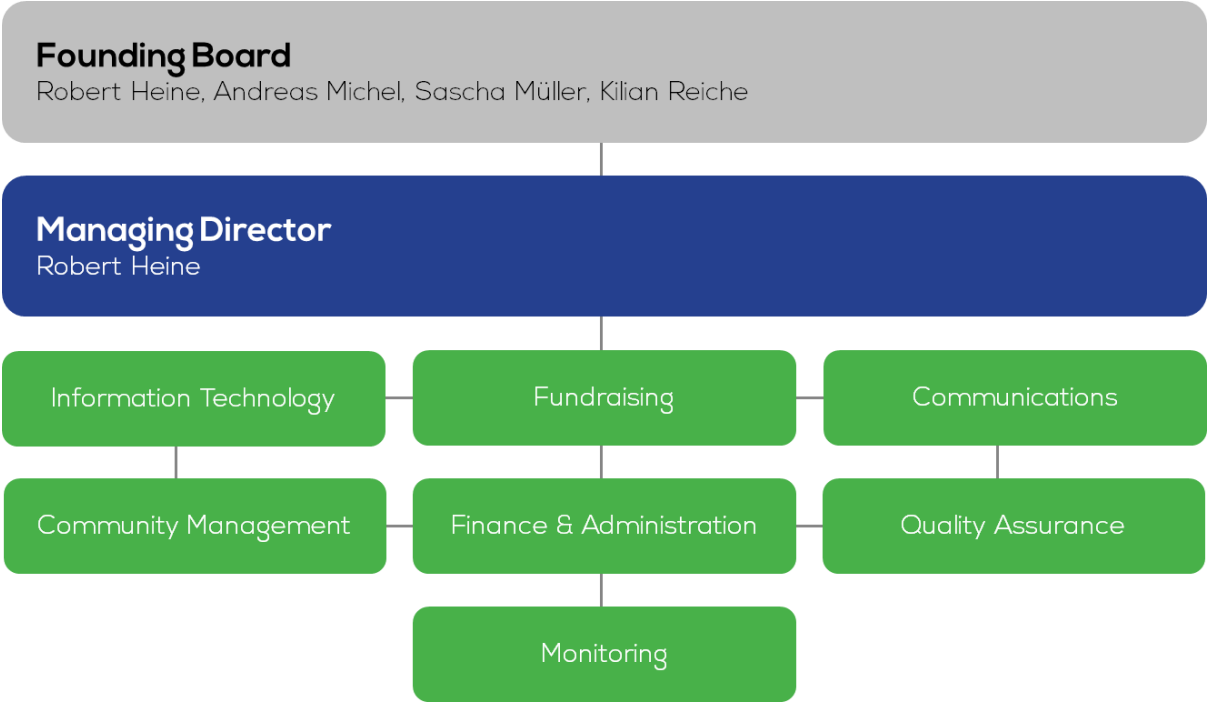 Founding Board
Robert Heine, Andreas Michel, Sascha Müller, Kilian Reiche
Managing Director
Robert Heine
Information Technology
Fundraising
Communications
Community Management
Finance & Administration
Quality Assurance
Monitoring